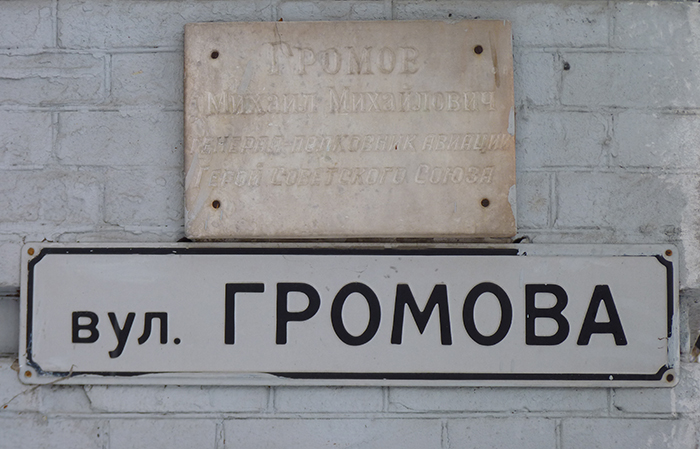 ГРОМОВ
Михаил Михайлович
генерал-полковник авиации
Герой Советского Союза
вул. ГРОМОВА